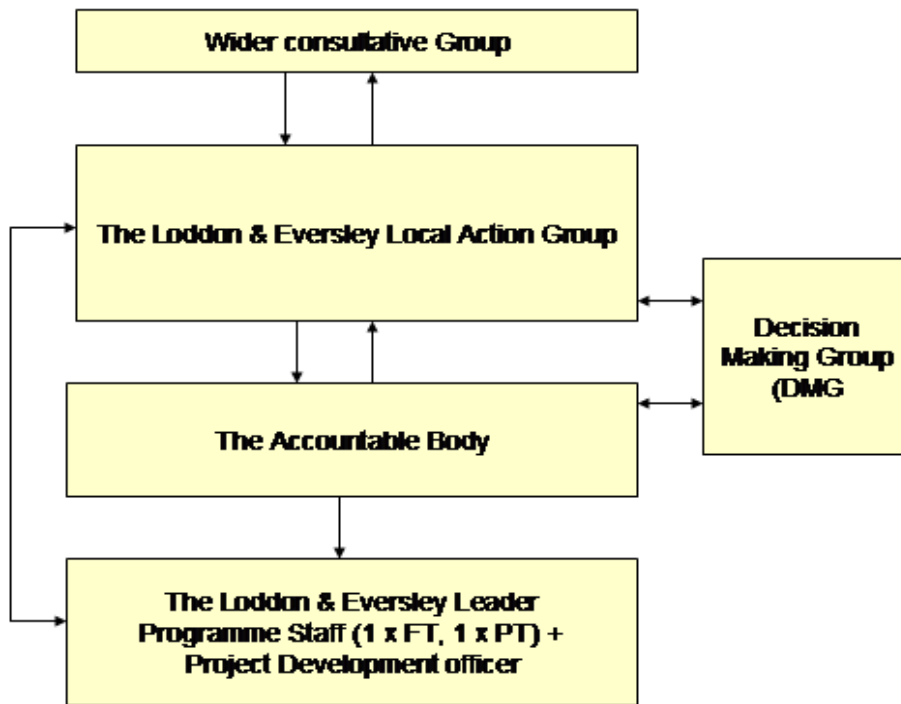 Wider consultative Group
The Loddon & Eversley Local Action Group
Decision
Making Group
(DMG
The Accountable Body
The Loddon & Eversley Leader
Programme Staff (1 x FT, 1 x PT) +
Project Development officer